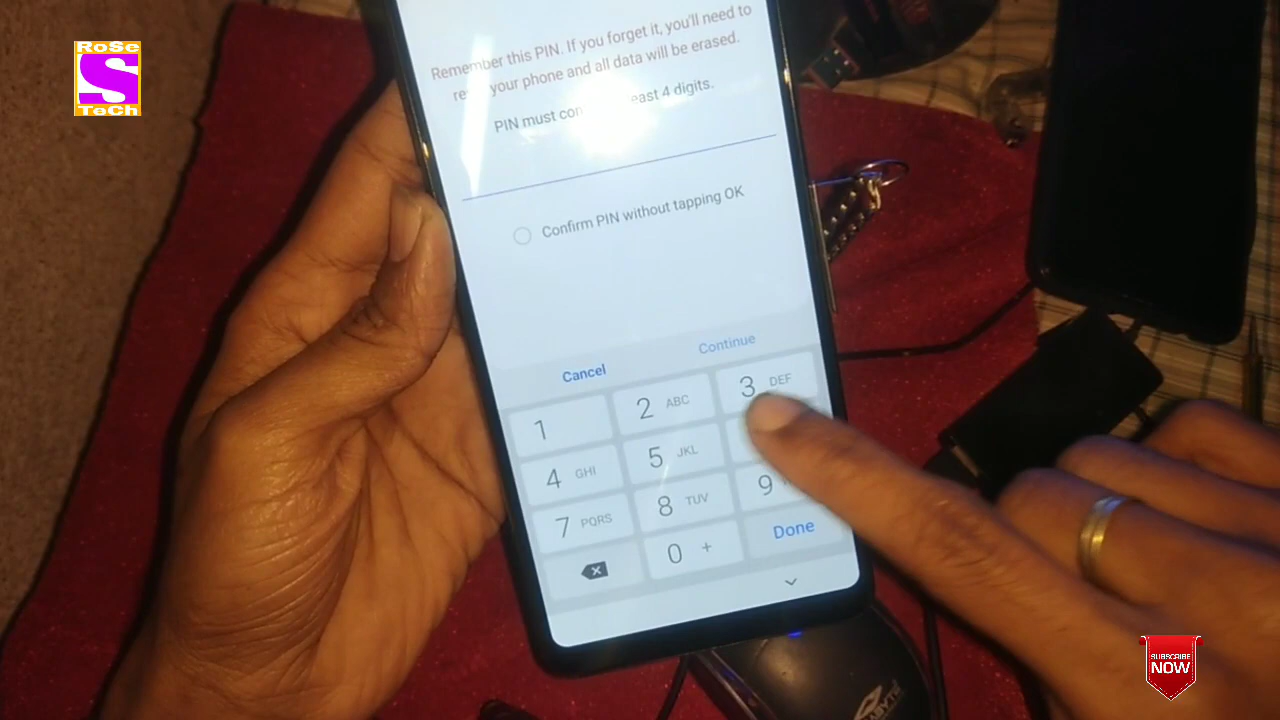 RoSe
S
TeCh
Remember this PIN. If you forget it, you'll need to
your phone and all data will be erased.
PIN must 4 digits.
Confirm PIN without tapping OK
Cancel
Continue
1
2 ABC
3 DEF
4 GHI
5 JKL
7 PQRS
8 TUV
9
0 +
Done
SUBSCRIBE
NOW